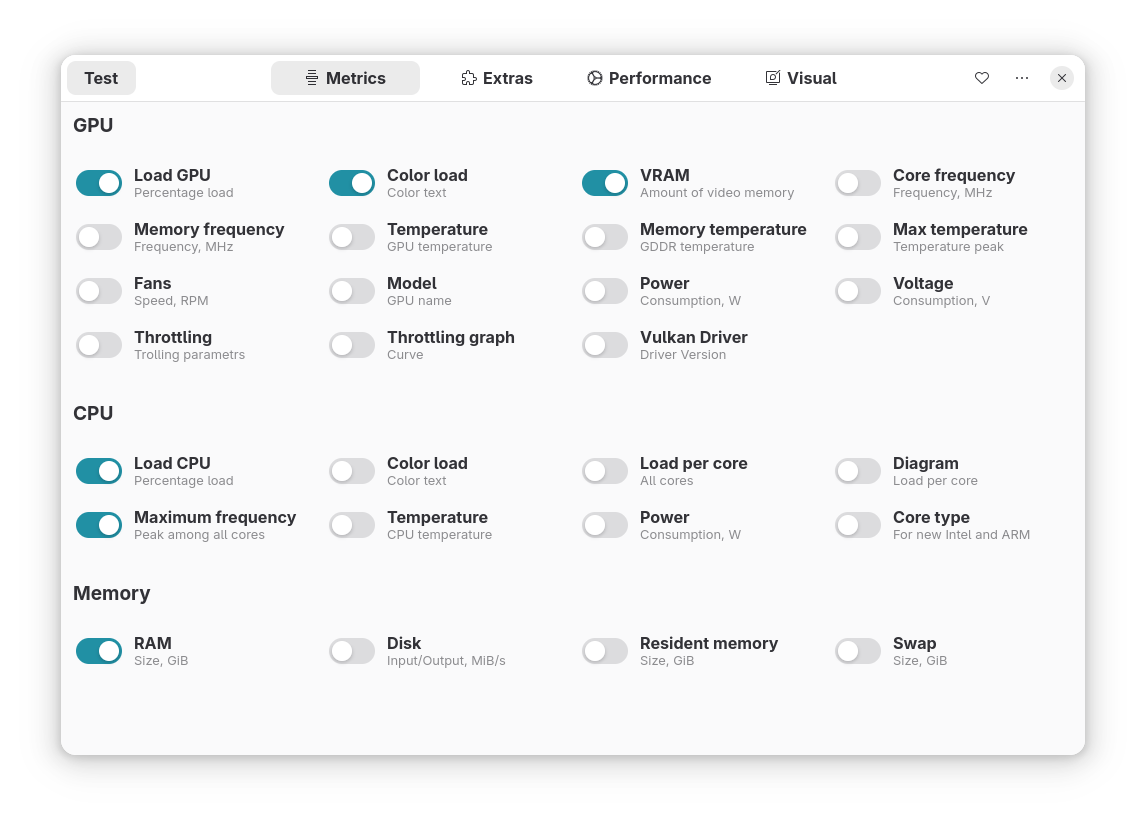 Test
Metrics
Extras
Performance
Visual
GPU
Load GPU
Percentage load
Color load
Color text
VRAM
Amount of video memory
Core frequency
Frequency, MHz
Memory frequency
Frequency, MHz
Temperature
GPU temperature
Memory temperature
GDDR temperature
Max temperature
Temperature peak
Fans
Speed, RPM
Model
GPU name
Power
Consumption, W
Voltage
Consumption, V
Throttling
Trolling parametrs
Throttling graph
Curve
Vulkan Driver
Driver Version
CPU
Load CPU
Percentage load
Color load
Color text
Load per core
All cores
Diagram
Load per core
Maximum frequency
Peak among all cores
Temperature
CPU temperature
Power
Consumption, W
Core type
For new Intel and ARM
Memory
RAM
Size, GiB
Disk
Input/Output, MiB/s
Resident memory
Size, GiB
Swap
Size, GiB